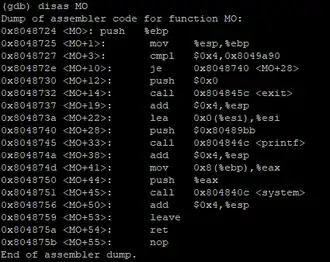 (gdb) disas MO
Dump of assembler code for function MO:
0x8048724 <MO>: push %ebp
0x8048725 <MO+1>: mov %esp,%ebp
0x8048727 <MO+3>: cmpl $0x4,0x8049a90
0x804872e <MO+10>: je 0x8048740 <MO+28>
0x8048730 <MO+12>: push $0x0
0x8048732 <MO+14>: call 0x804845c <exit>
0x8048737 <MO+19>: add $0x4,%esp
0x804873a <MO+22>: lea 0x0(%esi),%esi
0x8048740 <MO+28>: push $0x80489bb
0x8048745 <MO+33>: call 0x804844c <printf>
0x804874a <MO+38>: add $0x4,%esp
0x804874d <MO+41>: mov 0x8(%ebp),%eax
0x8048750 <MO+44>: push %eax
0x8048751 <MO+45>: call 0x804840c <system>
0x8048756 <MO+50>: add $0x4,%esp
0x8048759 <MO+53>: leave
0x804875a <MO+54>: ret
0x804875b <MO+55>: nop
End of assembler dump.